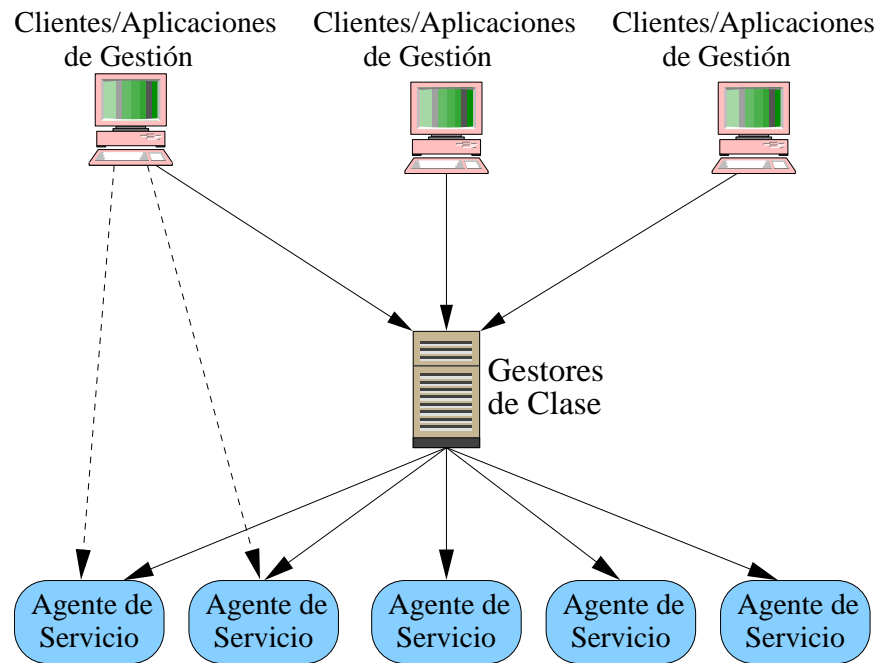 Clientes/Aplicaciones
de Gestión
Clientes/Aplicaciones
de Gestión
Clientes/Aplicaciones
de Gestión
Gestores
de Clase
Agente de
Servicio
Agente de
Servicio
Agente de
Servicio
Agente de
Servicio
Agente de
Servicio